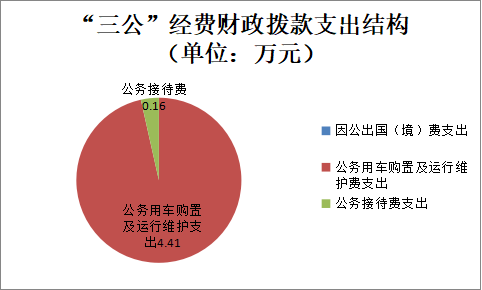 “三公”经费财政拨款支出结构
（单位：万元）
公务接待费
0.16
公务用车购置
及运行维护支
出4.41
因公出国（境）费支出
公务用车购置及运行维
护费支出
公务接待费支出